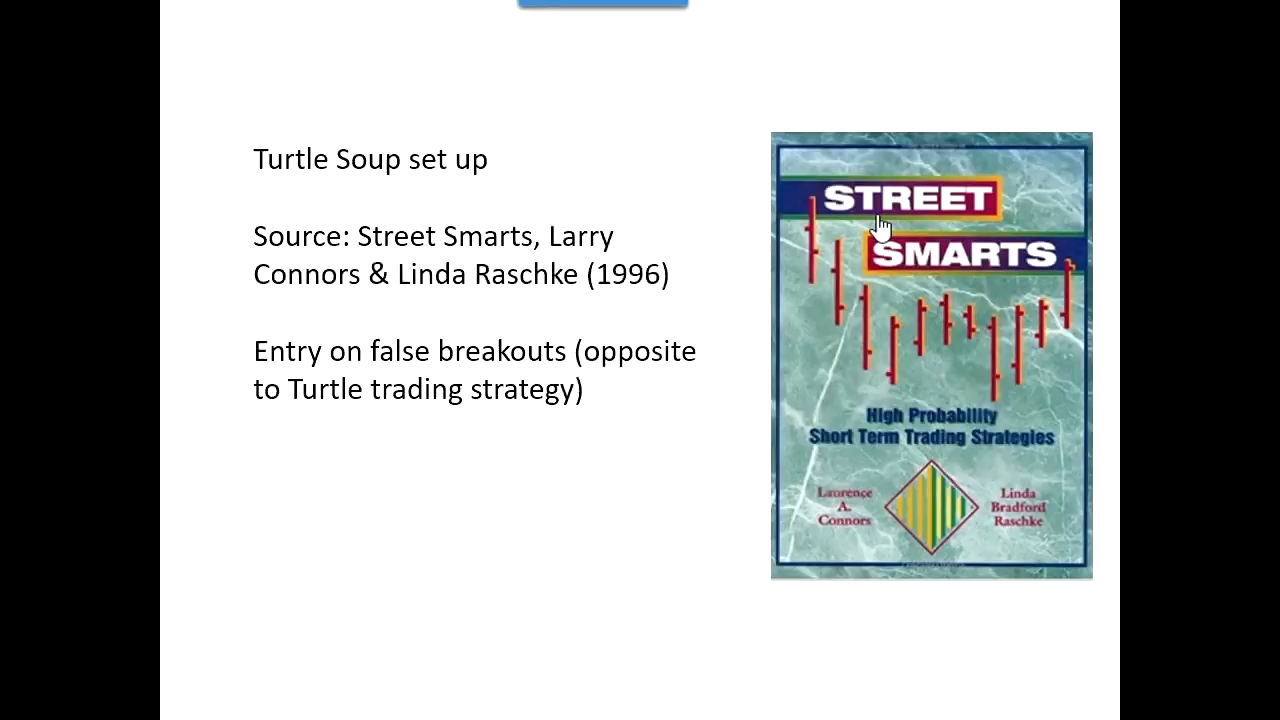 Turtle Soup set up
Source: Street Smarts, Larry
Connors & Linda Raschke (1996)
Entry on false breakouts (opposite
to Turtle trading strategy)
STREET
SMARTS
High Probability
Short Term Trading Strategies
Laurence
A.
Connors
Linda
Bradford
Raschke